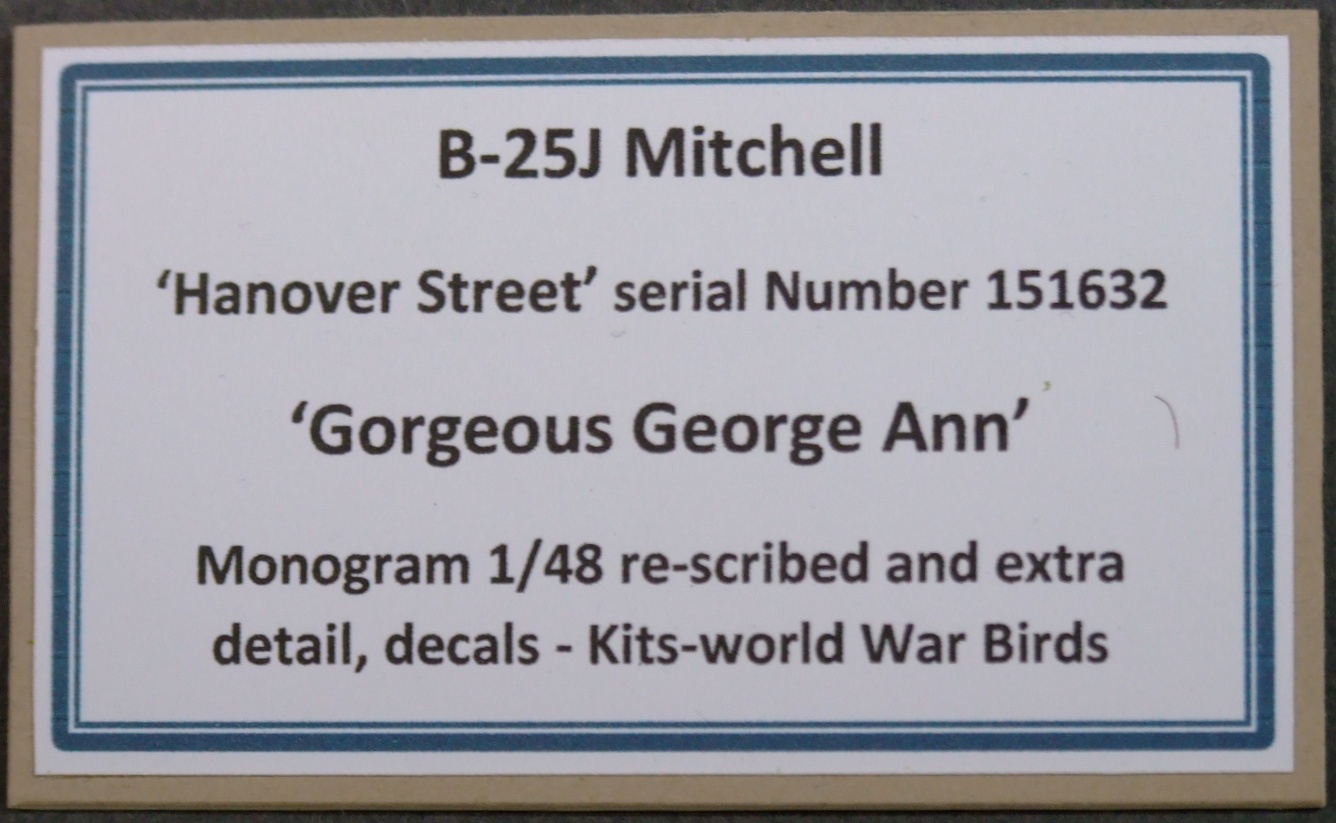 B-25J Mitchell
‘Hanover Street’ serial Number 151632
‘Gorgeous George Ann’
Monogram 1/48 re-scribed and extra
detail, decals - Kits-world War Birds